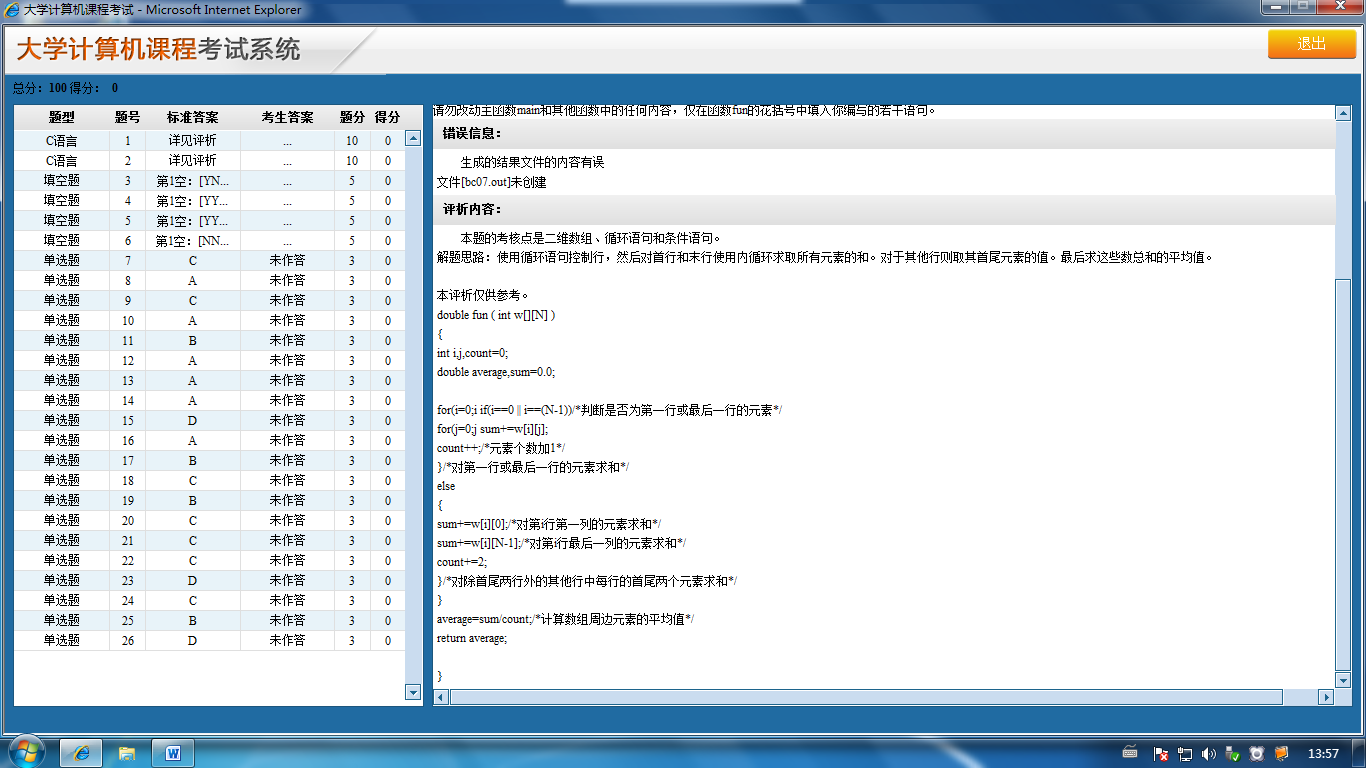 大学计算机课程考试 - Microsoft Internet Explorer
大学计算机课程考试系统
退出
总分：100 得分： 0
题型 题号 标准答案 考生答案 题分 得分
C语言 1 详见评析 ... 10 0
C语言 2 详见评析 ... 10 0
填空题 3 第1空：[YN... ... 5 0
填空题 4 第1空：[YY... ... 5 0
填空题 5 第1空：[YY... ... 5 0
填空题 6 第1空：[NN... ... 5 0
单选题 7 C 未作答 3 0
单选题 8 A 未作答 3 0
单选题 9 C 未作答 3 0
单选题 10 A 未作答 3 0
单选题 11 B 未作答 3 0
单选题 12 A 未作答 3 0
单选题 13 A 未作答 3 0
单选题 14 A 未作答 3 0
单选题 15 D 未作答 3 0
单选题 16 A 未作答 3 0
单选题 17 B 未作答 3 0
单选题 18 C 未作答 3 0
单选题 19 B 未作答 3 0
单选题 20 C 未作答 3 0
单选题 21 C 未作答 3 0
单选题 22 C 未作答 3 0
单选题 23 D 未作答 3 0
单选题 24 C 未作答 3 0
单选题 25 B 未作答 3 0
单选题 26 D 未作答 3 0
请勿改动主函数main和其他函数中的任何内容，仅在函数fun的花括号中填入你编写的若干语句。
错误信息：
生成的结果文件的内容有误
文件[bc07.out]未创建
评析内容：
本题的考核点是二维数组、循环语句和条件语句。
解题思路：使用循环语句控制行，然后对首行和末行使用内循环求取所有元素的和。对于其他行则取其首尾元素的值。最后求这些数总和的平均值。
本评析仅供参考。
double fun ( int w[][N] )
{
int i,j,count=0;
double average,sum=0.0;
for(i=0;i if(i==0 || i==(N-1))/*判断是否为第一行或最后一行的元素*/
for(j=0;j sum+=w[i][j];
count++;/*元素个数加1*/
}/*对第一行或最后一行的元素求和*/
else
{
sum+=w[i][0];/*对第i行第一列的元素求和*/
sum+=w[i][N-1];/*对第i行最后一列的元素求和*/
count+=2;
}/*对除首尾两行外的其他行中每行的首尾两个元素求和*/
}
average=sum/count;/*计算数组周边元素的平均值*/
return average;
}
13:57